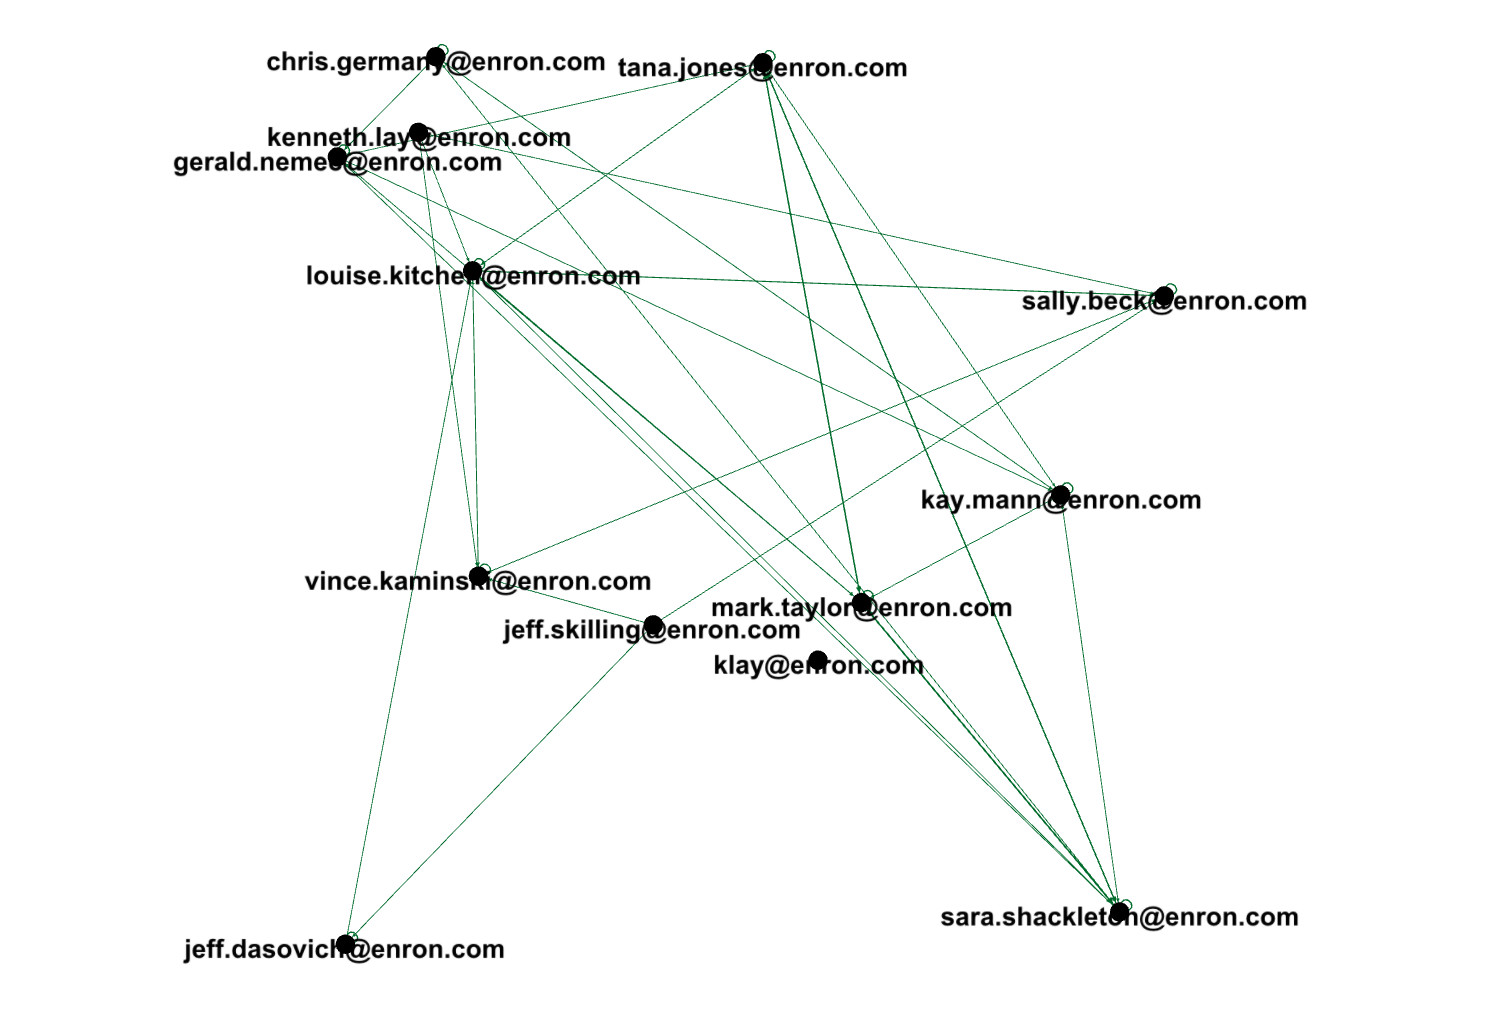 chris.germany@enron.com
tana.jones@enron.com
kenneth.lay@enron.com
gerald.nemec@enron.com
louise.kitchen@enron.com
sally.beck@enron.com
kay.mann@enron.com
vince.kaminski@enron.com
mark.taylor@enron.com
jeff.skilling@enron.com
klay@enron.com
sara.shackleton@enron.com
jeff.dasovich@enron.com